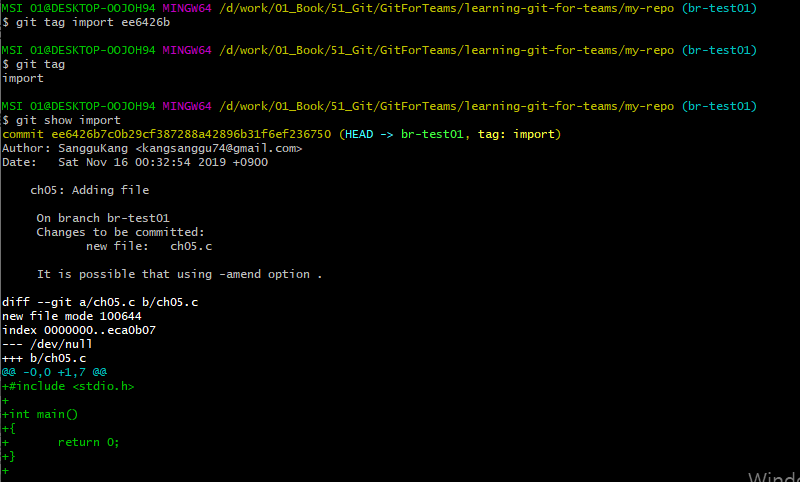 MSI 01@DESKTOP-OOJOH94 MINGW64 /d/work/01_Book/51_Git/GitForTeams/learning-git-for-teams/my-repo (br-test01)
$ git tag import ee6426b
MSI 01@DESKTOP-OOJOH94 MINGW64 /d/work/01_Book/51_Git/GitForTeams/learning-git-for-teams/my-repo (br-test01)
$ git tag
import
MSI 01@DESKTOP-OOJOH94 MINGW64 /d/work/01_Book/51_Git/GitForTeams/learning-git-for-teams/my-repo (br-test01)
$ git show import
commit ee6426b7c0b29cf387288a42896b31f6ef236750 (HEAD -> br-test01, tag: import)
Author: SangguKang <kangsanggu74@gmail.com>
Date:   Sat Nov 16 00:32:54 2019 +0900
    ch05: Adding file
     On branch br-test01
     Changes to be committed:
            new file:   ch05.c
     It is possible that using -amend option .
diff --git a/ch05.c b/ch05.c
new file mode 100644
index 0000000..eca0b07
--- /dev/null
+++ b/ch05.c
@@ -0,0 +1,7 @@
+#include <stdio.h>
+
+int main()
+{
+       return 0;
+}
+